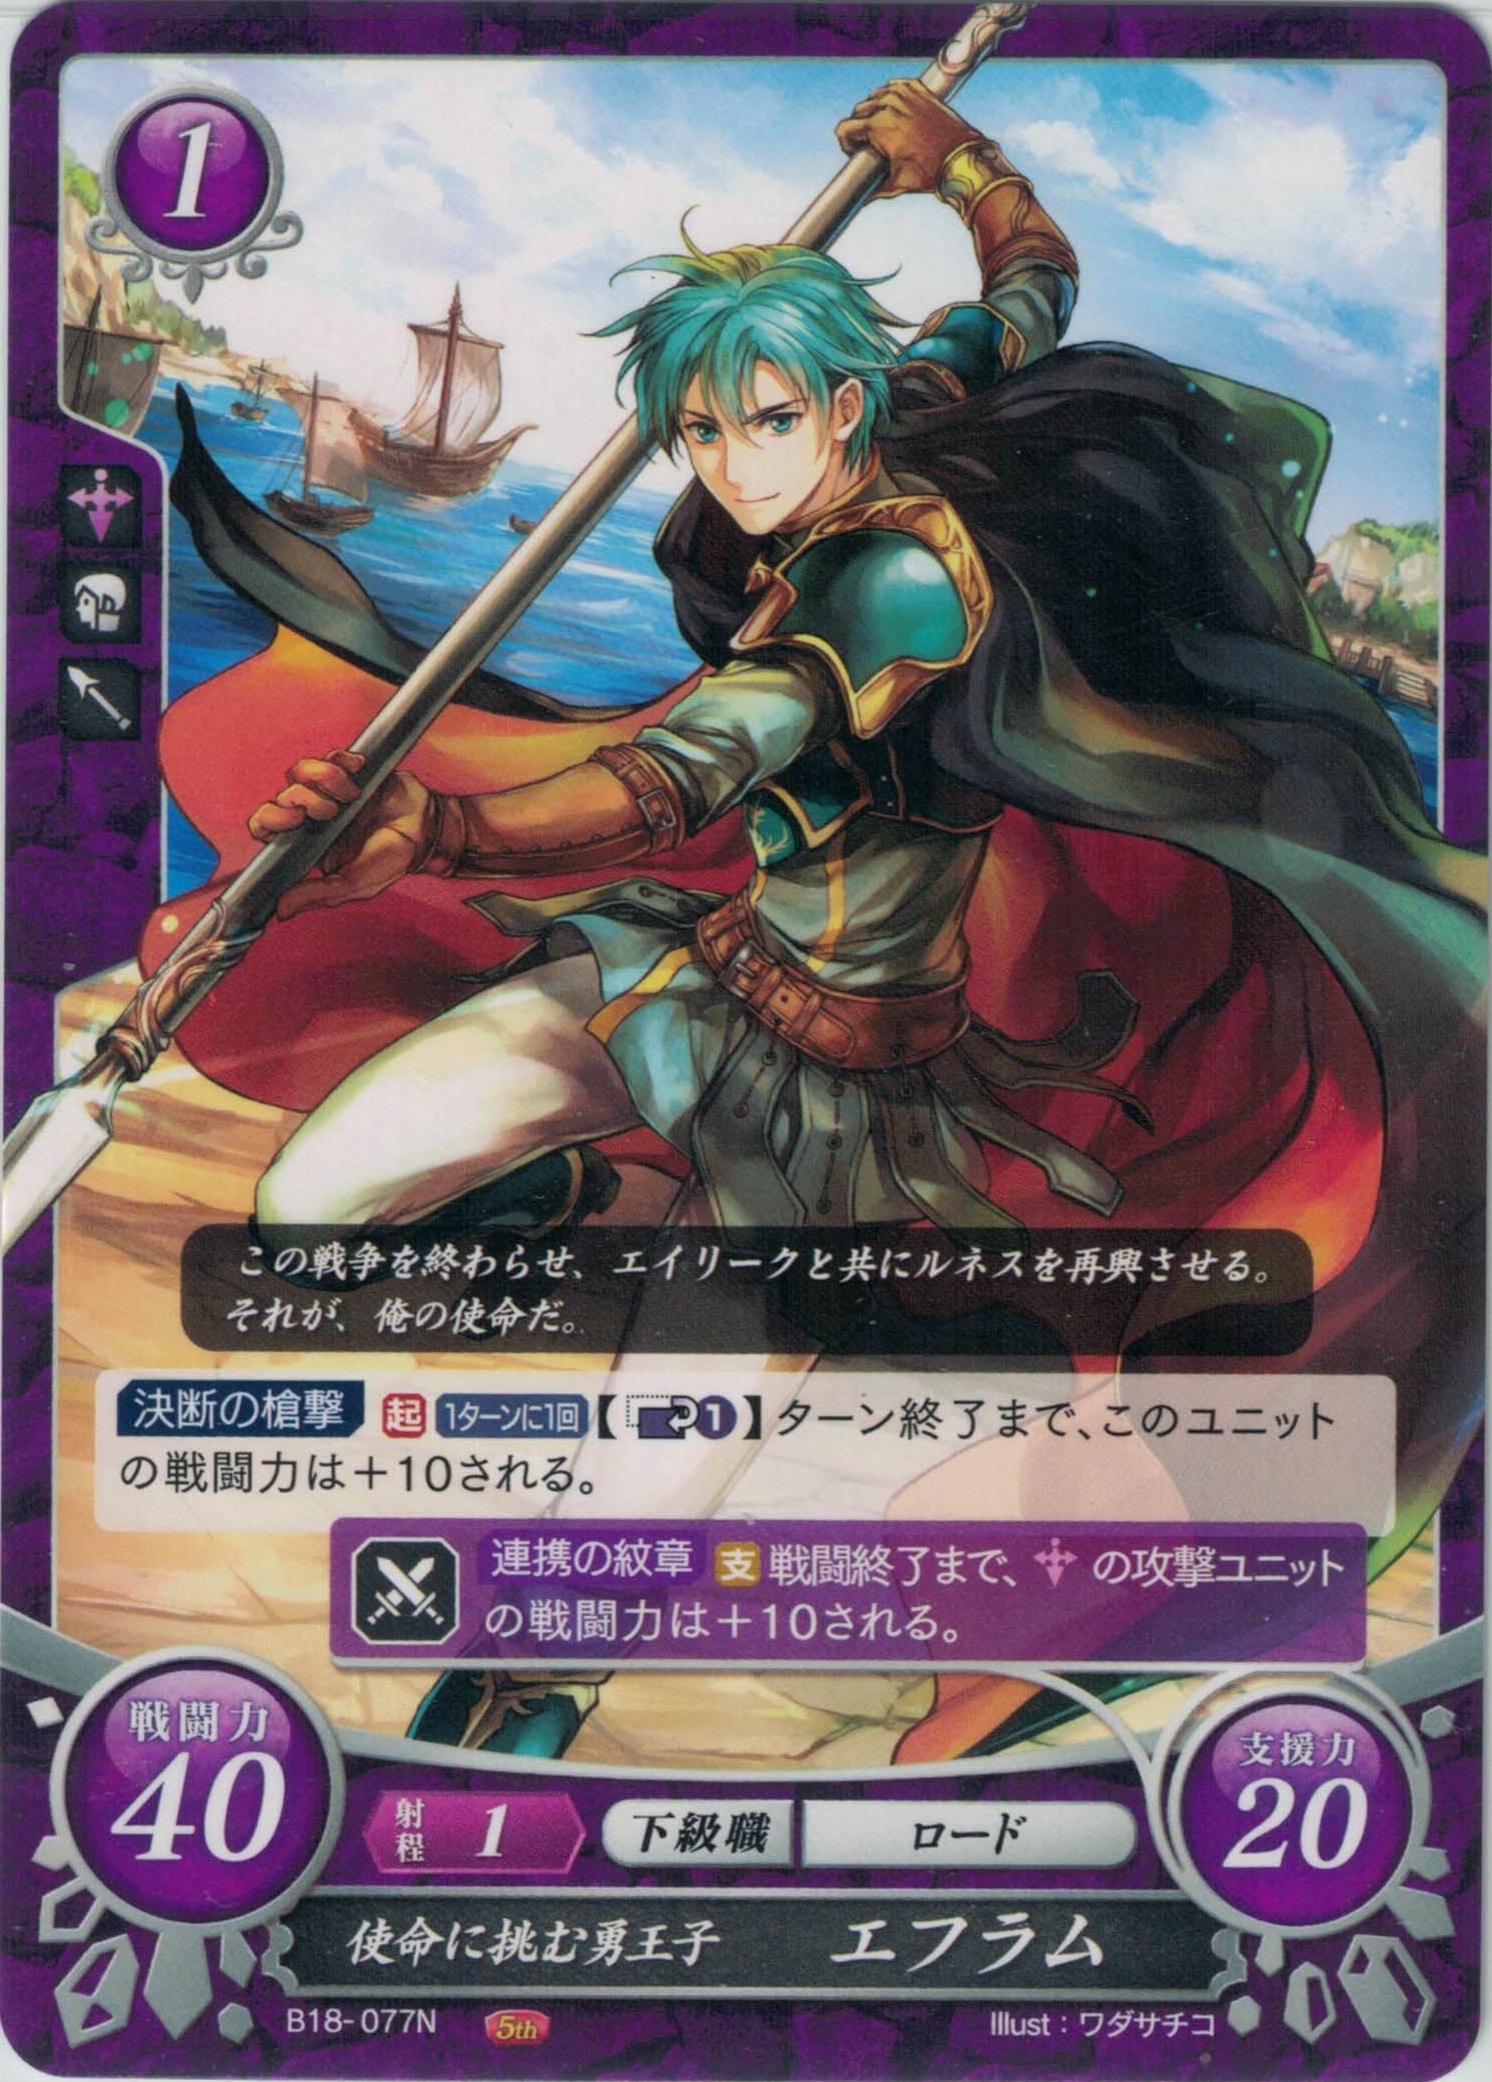 1
この戦争を終わらせ、エイリークと共にルネスを再興させる。
それが、俺の使命だ。
決断の槍撃 起 1ターンに1回 【 1】ターン終了まで、このユニット
の戦闘力は＋10される。
連携の紋章 支 戦闘終了まで、 の攻撃ユニット
の戦闘力は＋10される。
戦闘力
40
射程 1
下級職 ロード
支援力
20
使命に挑む勇王子 エフラム
B18-077N 5th Illust：ワダサチコ